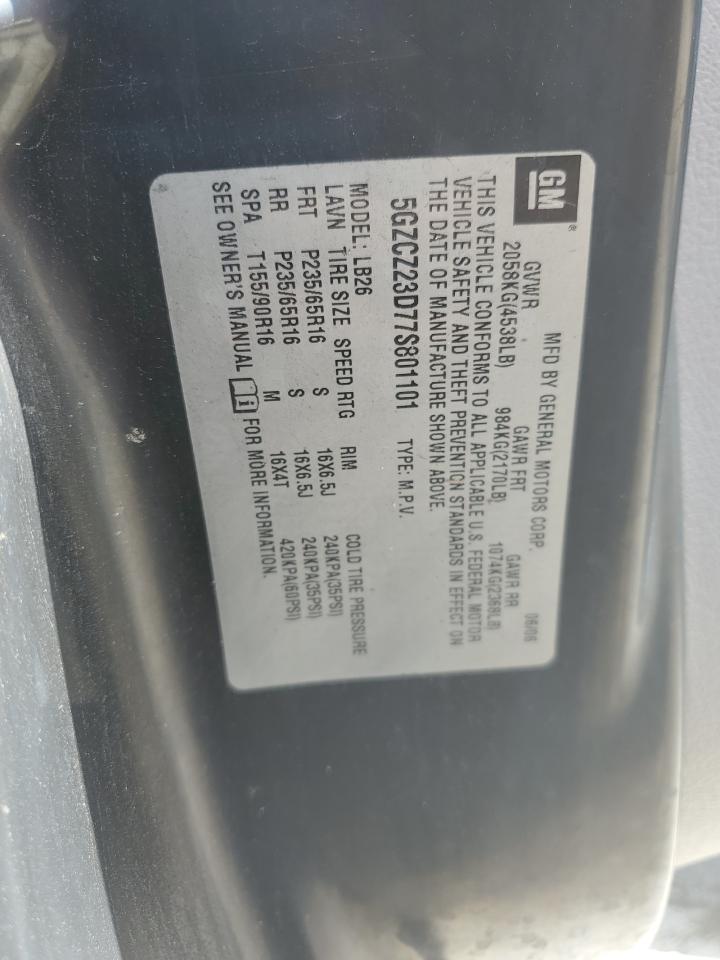 GM ® MFD BY GENERAL MOTORS CORP. 06/06
GVWR GAWR FRT GAWR RR
2058KG(4538LB) 984KG(2170LB) 1074KG(2368LB)
THIS VEHICLE CONFORMS TO ALL APPLICABLE U.S. FEDERAL MOTOR
VEHICLE SAFETY AND THEFT PREVENTION STANDARDS IN EFFECT ON
THE DATE OF MANUFACTURE SHOWN ABOVE.
5GZCZ23D77S801101 TYPE: M.P.V.
MODEL: LB26
LAVN TIRE SIZE SPEED RTG RIM COLD TIRE PRESSURE
FRT P235/65R16 S 16X6.5J 240KPA(35PSI)
RR P235/65R16 S 16X6.5J 240KPA(35PSI)
SPA T155/90R16 M 16X4T 420KPA(60PSI)
SEE OWNER'S MANUAL i FOR MORE INFORMATION.